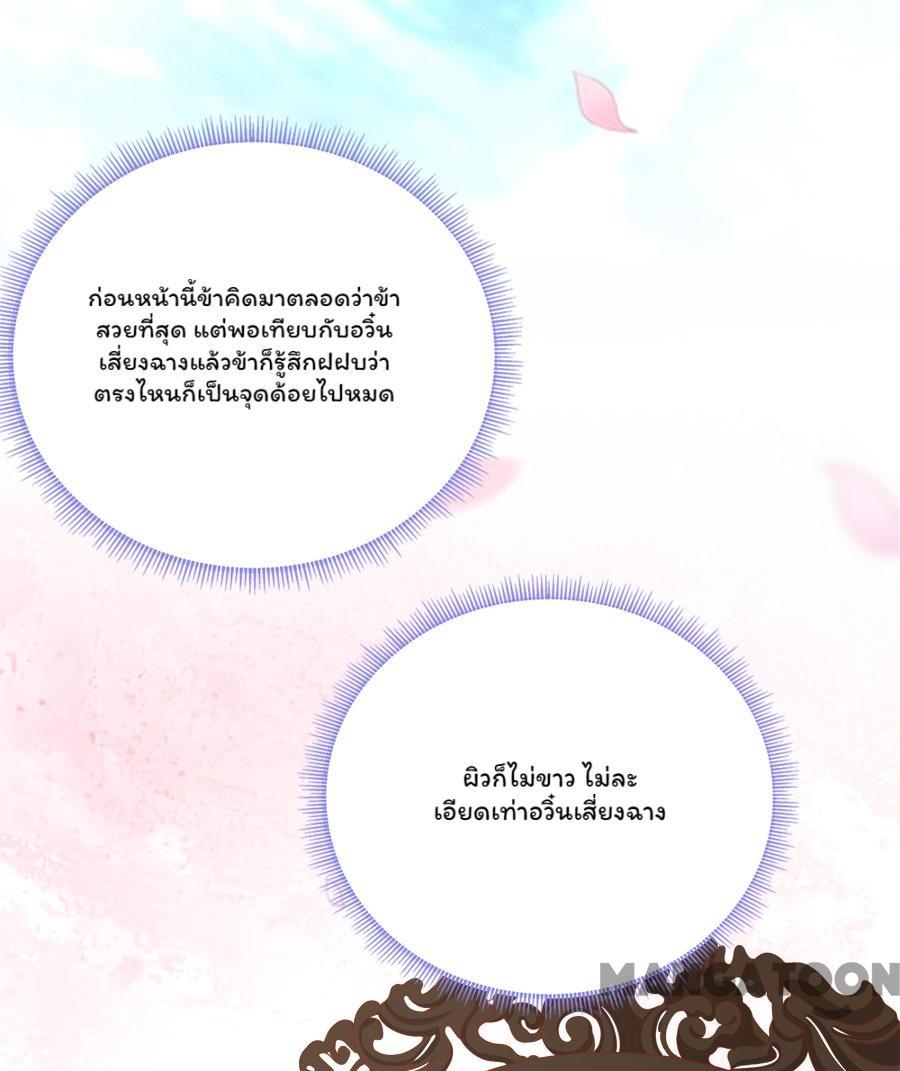 ก่อนหน้านี้ข้าคิดมาตลอดว่าข้า
สวยที่สุด แต่พอเทียบกับอวิ๋น
เสี่ยงฉางแล้วข้าก็รู้สึกฝฝบว่า
ตรงไหนก็เป็นจุดด้อยไปหมด
ผิวก็ไม่ขาว ไม่ละ
เอียดเท่าอวิ๋นเสี่ยงฉาง
MANGATOON